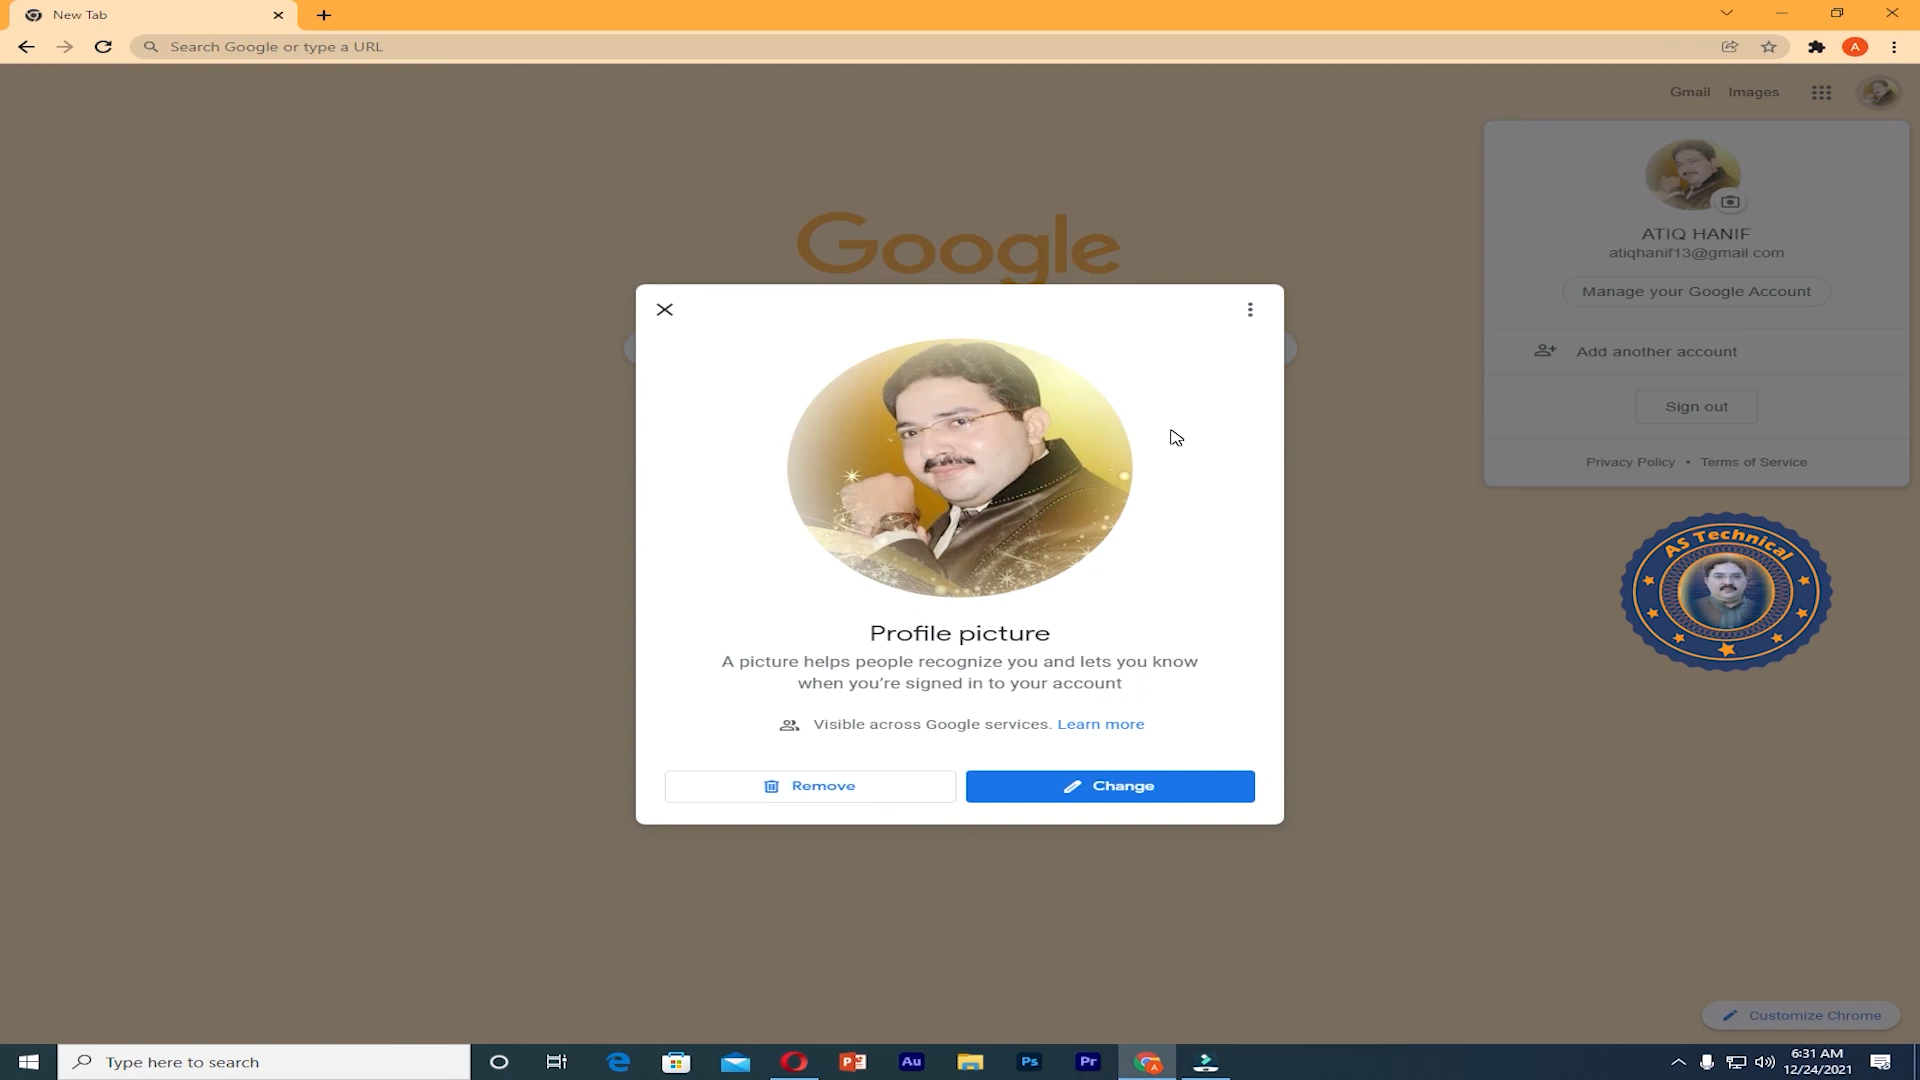 New Tab
Search Google or type a URL
A
Gmail Images
ATIQ HANIF
atiqhanif13@gmail.com
Manage your Google Account
Add another account
Sign out
Privacy Policy • Terms of Service
Google
Profile picture
A picture helps people recognize you and lets you know
when you're signed in to your account
Visible across Google services. Learn more
Remove
Change
AS Technical
Customize Chrome
Type here to search
Au
Ps
Pr
A
6:31 AM
12/24/2021